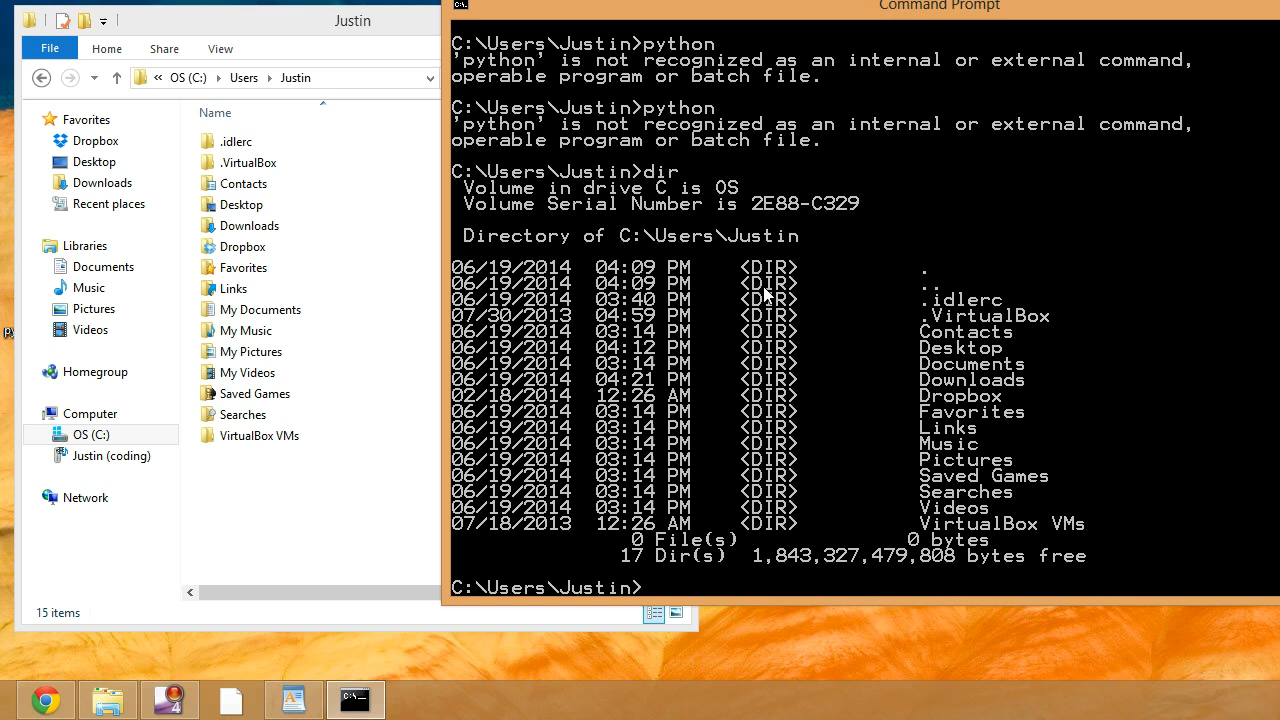 Justin
File Home Share View
« OS (C:) Users Justin
Name
Favorites
Dropbox
Desktop
Downloads
Recent places
Libraries
Documents
Music
Pictures
Videos
Homegroup
Computer
OS (C:)
Justin (coding)
Network
.idlerc
.VirtualBox
Contacts
Desktop
Downloads
Dropbox
Favorites
Links
My Documents
My Music
My Pictures
My Videos
Saved Games
Searches
VirtualBox VMs
15 items
Command Prompt
C:\Users\Justin>python
'python' is not recognized as an internal or external command,
operable program or batch file.
C:\Users\Justin>python
'python' is not recognized as an internal or external command,
operable program or batch file.
C:\Users\Justin>dir
Volume in drive C is OS
Volume Serial Number is 2E88-C329
Directory of C:\Users\Justin
06/19/2014 04:09 PM <DIR> .
06/19/2014 04:09 PM <DIR> ..
06/19/2014 03:40 PM <DIR> .idlerc
07/30/2013 04:59 PM <DIR> .VirtualBox
06/19/2014 03:14 PM <DIR> Contacts
06/19/2014 04:12 PM <DIR> Desktop
06/19/2014 03:14 PM <DIR> Documents
06/19/2014 04:21 PM <DIR> Downloads
02/18/2014 12:26 AM <DIR> Dropbox
06/19/2014 03:14 PM <DIR> Favorites
06/19/2014 03:14 PM <DIR> Links
06/19/2014 03:14 PM <DIR> Music
06/19/2014 03:14 PM <DIR> Pictures
06/19/2014 03:14 PM <DIR> Saved Games
06/19/2014 03:14 PM <DIR> Searches
06/19/2014 03:14 PM <DIR> Videos
07/18/2013 12:26 AM <DIR> VirtualBox VMs
0 File(s) 0 bytes
17 Dir(s) 1,843,327,479,808 bytes free
C:\Users\Justin>